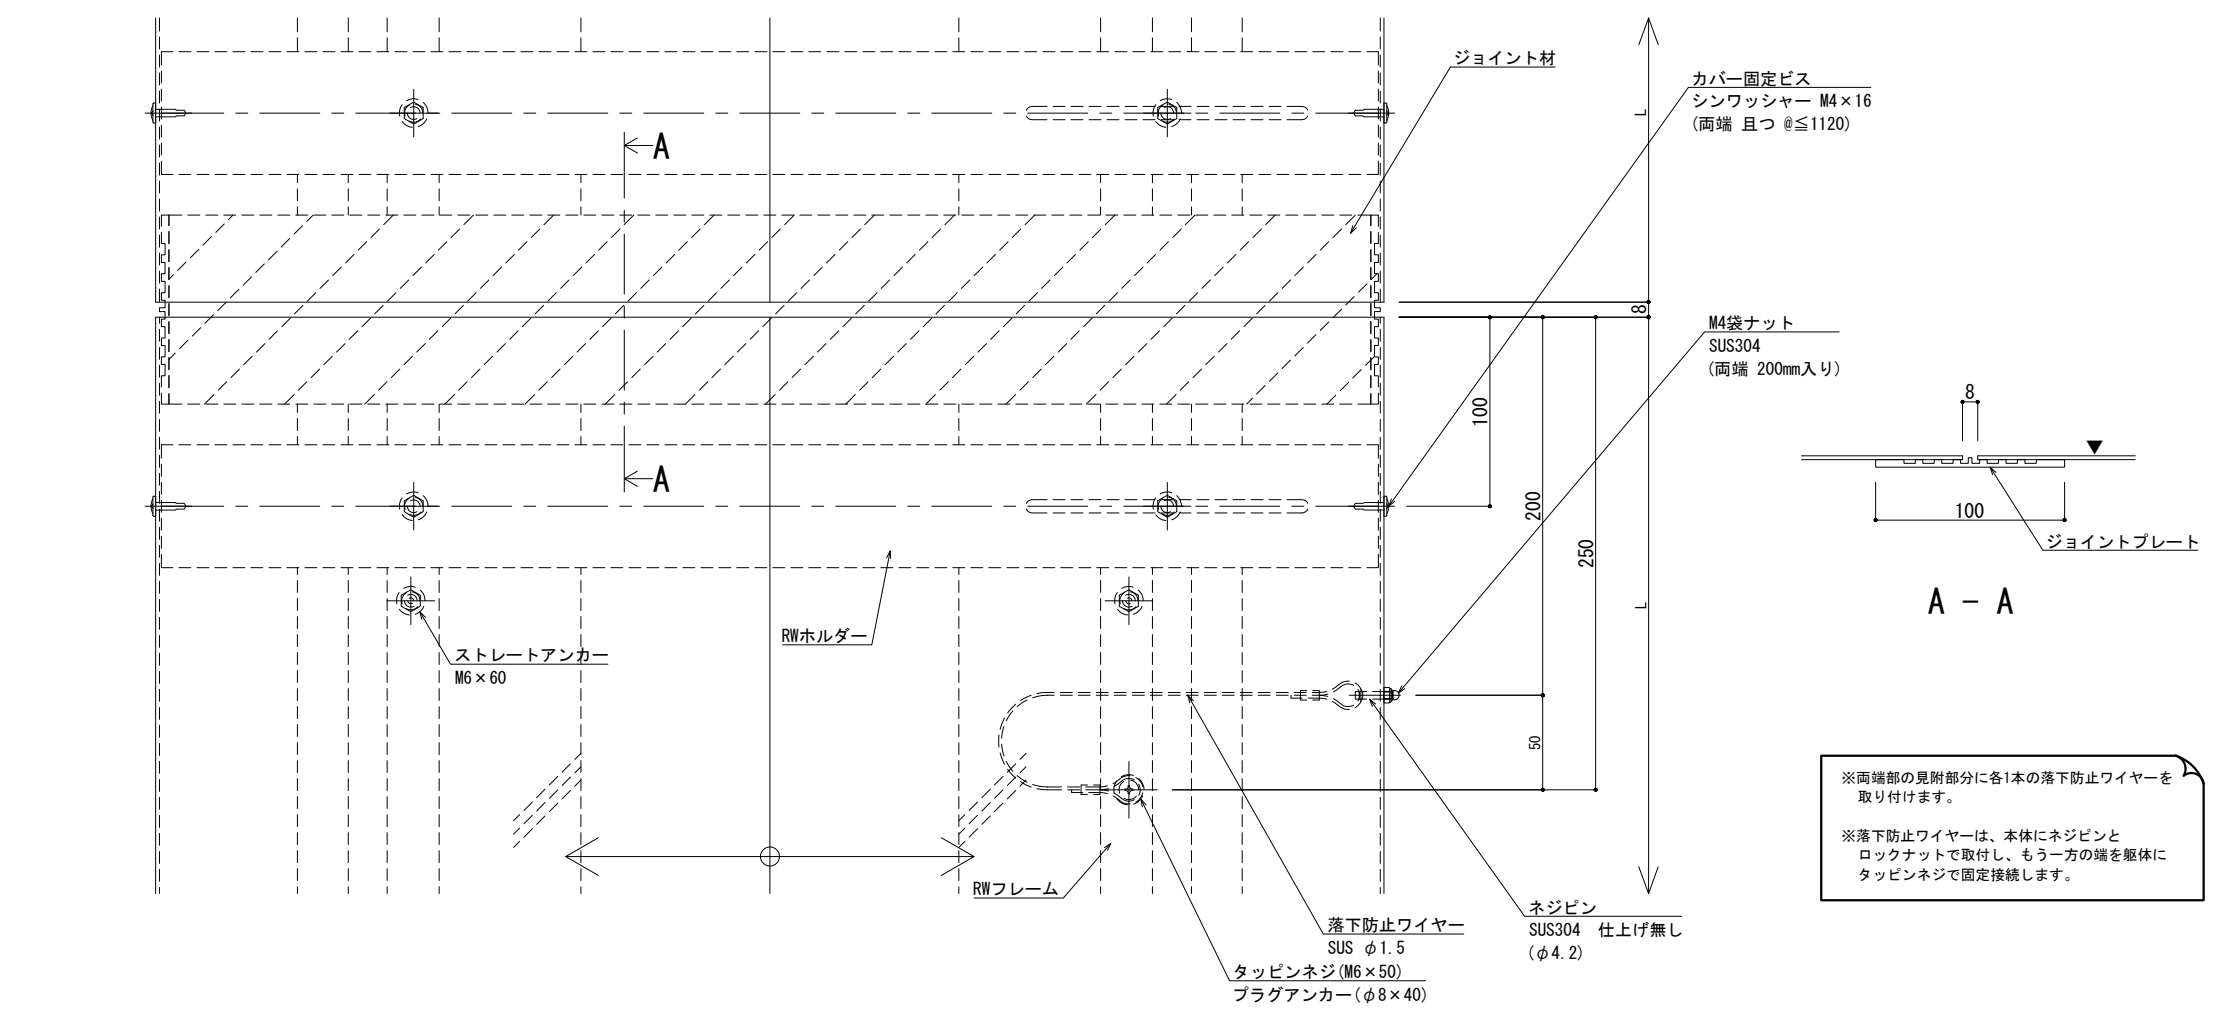 ジョイント材
カバー固定ビス
シンワッシャー M4×16
(両端 且つ @≦1120)
L
A
8
M4袋ナット
SUS304
(両端 200mm入り)
100
200
250
A
8
100
ジョイントプレート
A - A
L
RWホルダー
ストレートアンカー
M6×60
50
RWフレーム
落下防止ワイヤー
SUS φ1.5
タッピンネジ(M6×50)
プラグアンカー(φ8×40)
ネジピン
SUS304 仕上げ無し
(φ4.2)
※両端部の見附部分に各1本の落下防止ワイヤーを
取り付けます。
※落下防止ワイヤーは、本体にネジピンと
ロックナットで取付し、もう一方の端を躯体に
タッピンネジで固定接続します。